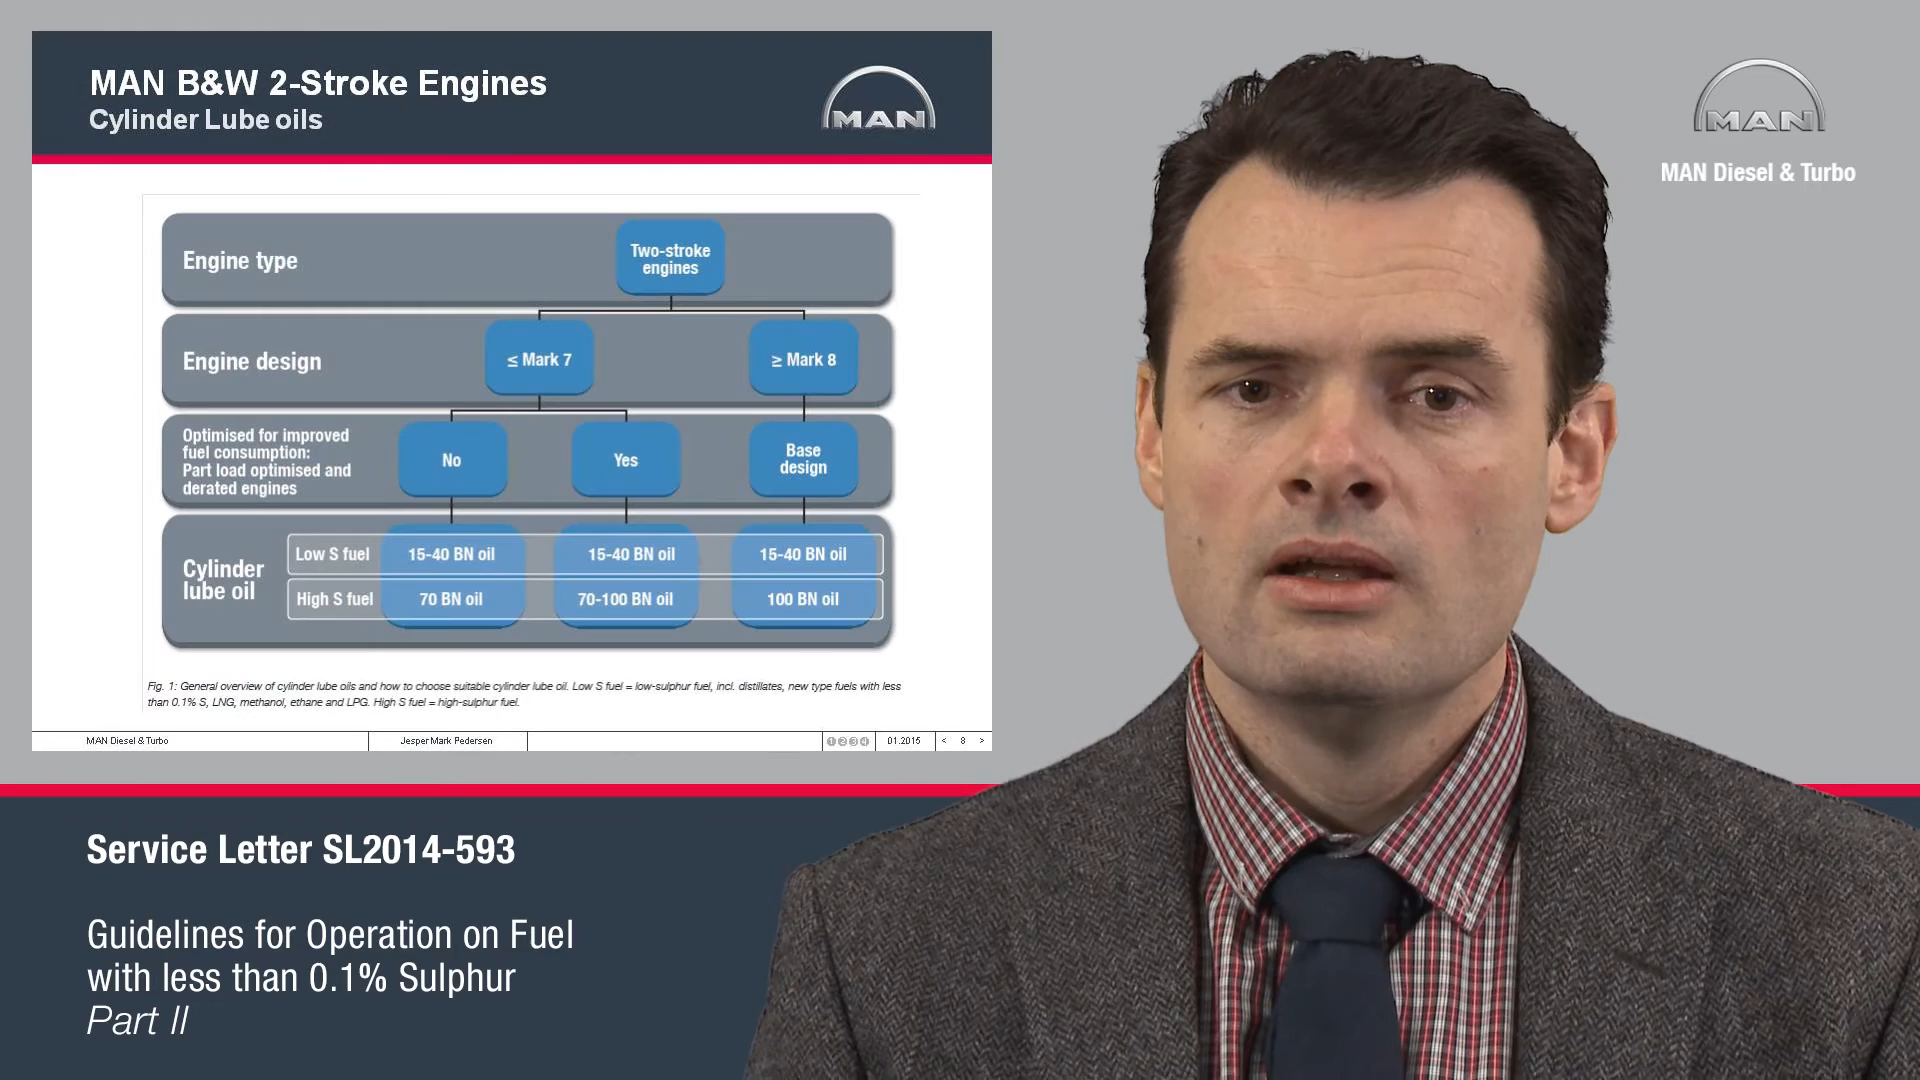 MAN B&W 2-Stroke Engines
Cylinder Lube oils
MAN
Engine type
Two-stroke
engines
Engine design
≤ Mark 7
≥ Mark 8
Optimised for improved
fuel consumption:
Part load optimised and
derated engines
No
Yes
Base
design
Cylinder
lube oil
Low S fuel
15-40 BN oil
15-40 BN oil
15-40 BN oil
High S fuel
70 BN oil
70-100 BN oil
100 BN oil
Fig. 1: General overview of cylinder lube oils and how to choose suitable cylinder lube oil. Low S fuel = low-sulphur fuel, incl. distillates, new type fuels with less
than 0.1% S, LNG, methanol, ethane and LPG. High S fuel = high-sulphur fuel.
MAN Diesel & Turbo
Jesper Mark Pedersen
1 2 3 4
01.2015
< 8 >
MAN
MAN Diesel & Turbo
Service Letter SL2014-593
Guidelines for Operation on Fuel
with less than 0.1% Sulphur
Part II